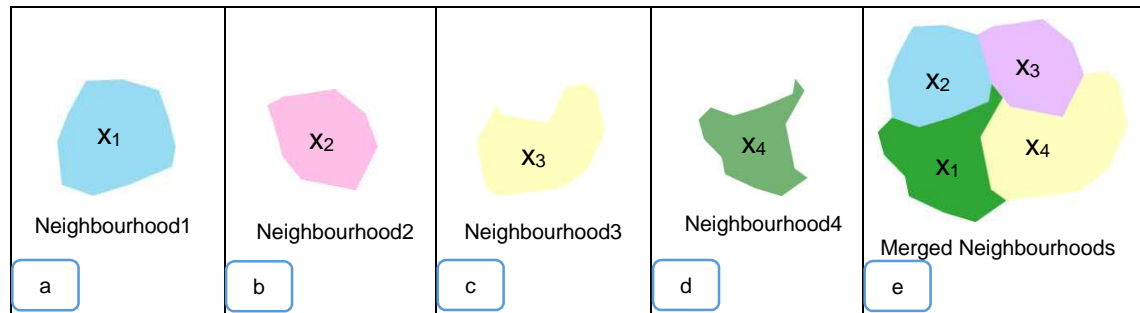 X1
Neighbourhood1
a
X2
Neighbourhood2
b
X3
Neighbourhood3
c
X4
Neighbourhood4
d
X2
X3
X1
X4
Merged Neighbourhoods
e